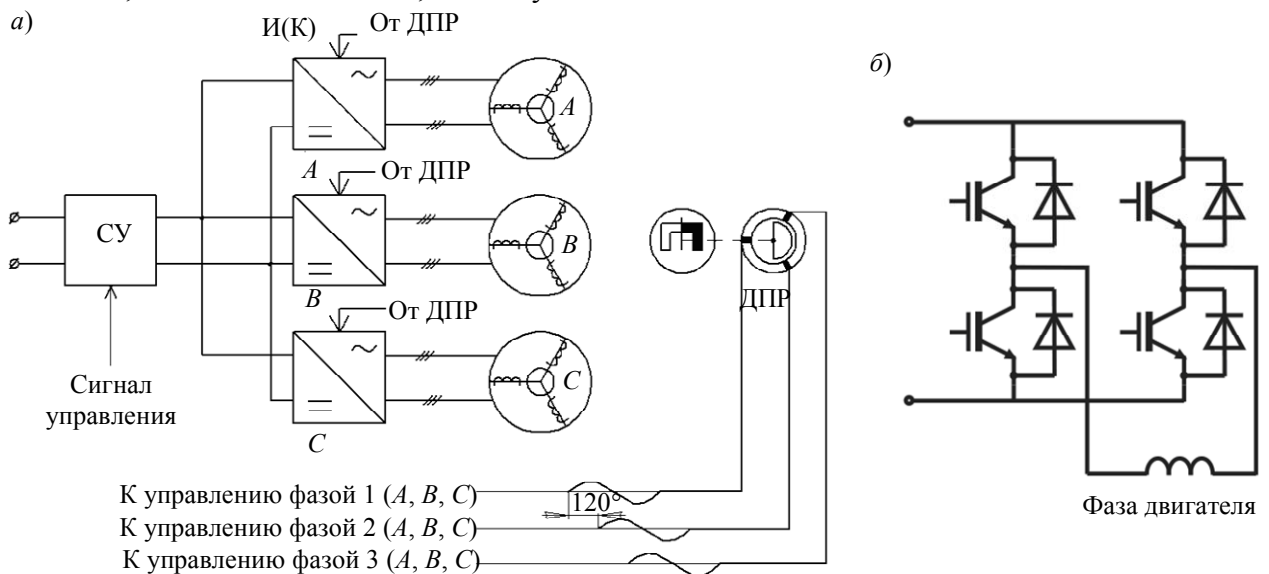 а)
И(К)
От ДПР
A
От ДПР
A
СУ
B
ДПР
B
От ДПР
Сигнал
управления
C
C
К управлению фазой 1 (A, B, C)
120°
К управлению фазой 2 (A, B, C)
К управлению фазой 3 (A, B, C)
б)
Фаза двигателя